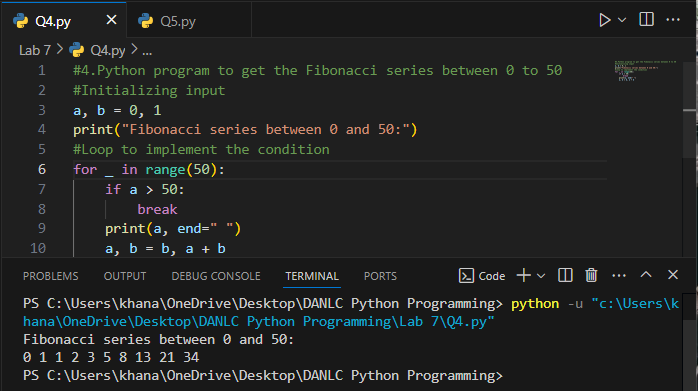 Q4.py X Q5.py
Lab 7 > Q4.py > ...
1 #4.Python program to get the Fibonacci series between 0 to 50
2 #Initializing input
3 a, b = 0, 1
4 print("Fibonacci series between 0 and 50:")
5 #Loop to implement the condition
6 for _ in range(50):
7 if a > 50:
8 break
9 print(a, end=" ")
10 a, b = b, a + b
PROBLEMS OUTPUT DEBUG CONSOLE TERMINAL PORTS Code
PS C:\Users\khana\OneDrive\Desktop\DANLC Python Programming> python -u "c:\Users\k
hana\OneDrive\Desktop\DANLC Python Programming\Lab 7\Q4.py"
Fibonacci series between 0 and 50:
0 1 1 2 3 5 8 13 21 34
PS C:\Users\khana\OneDrive\Desktop\DANLC Python Programming>